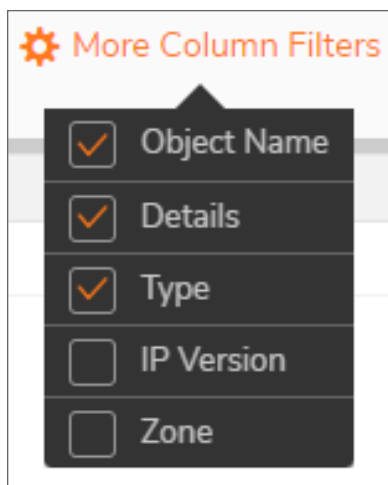 More Column Filters
Object Name
Details
Type
IP Version
Zone